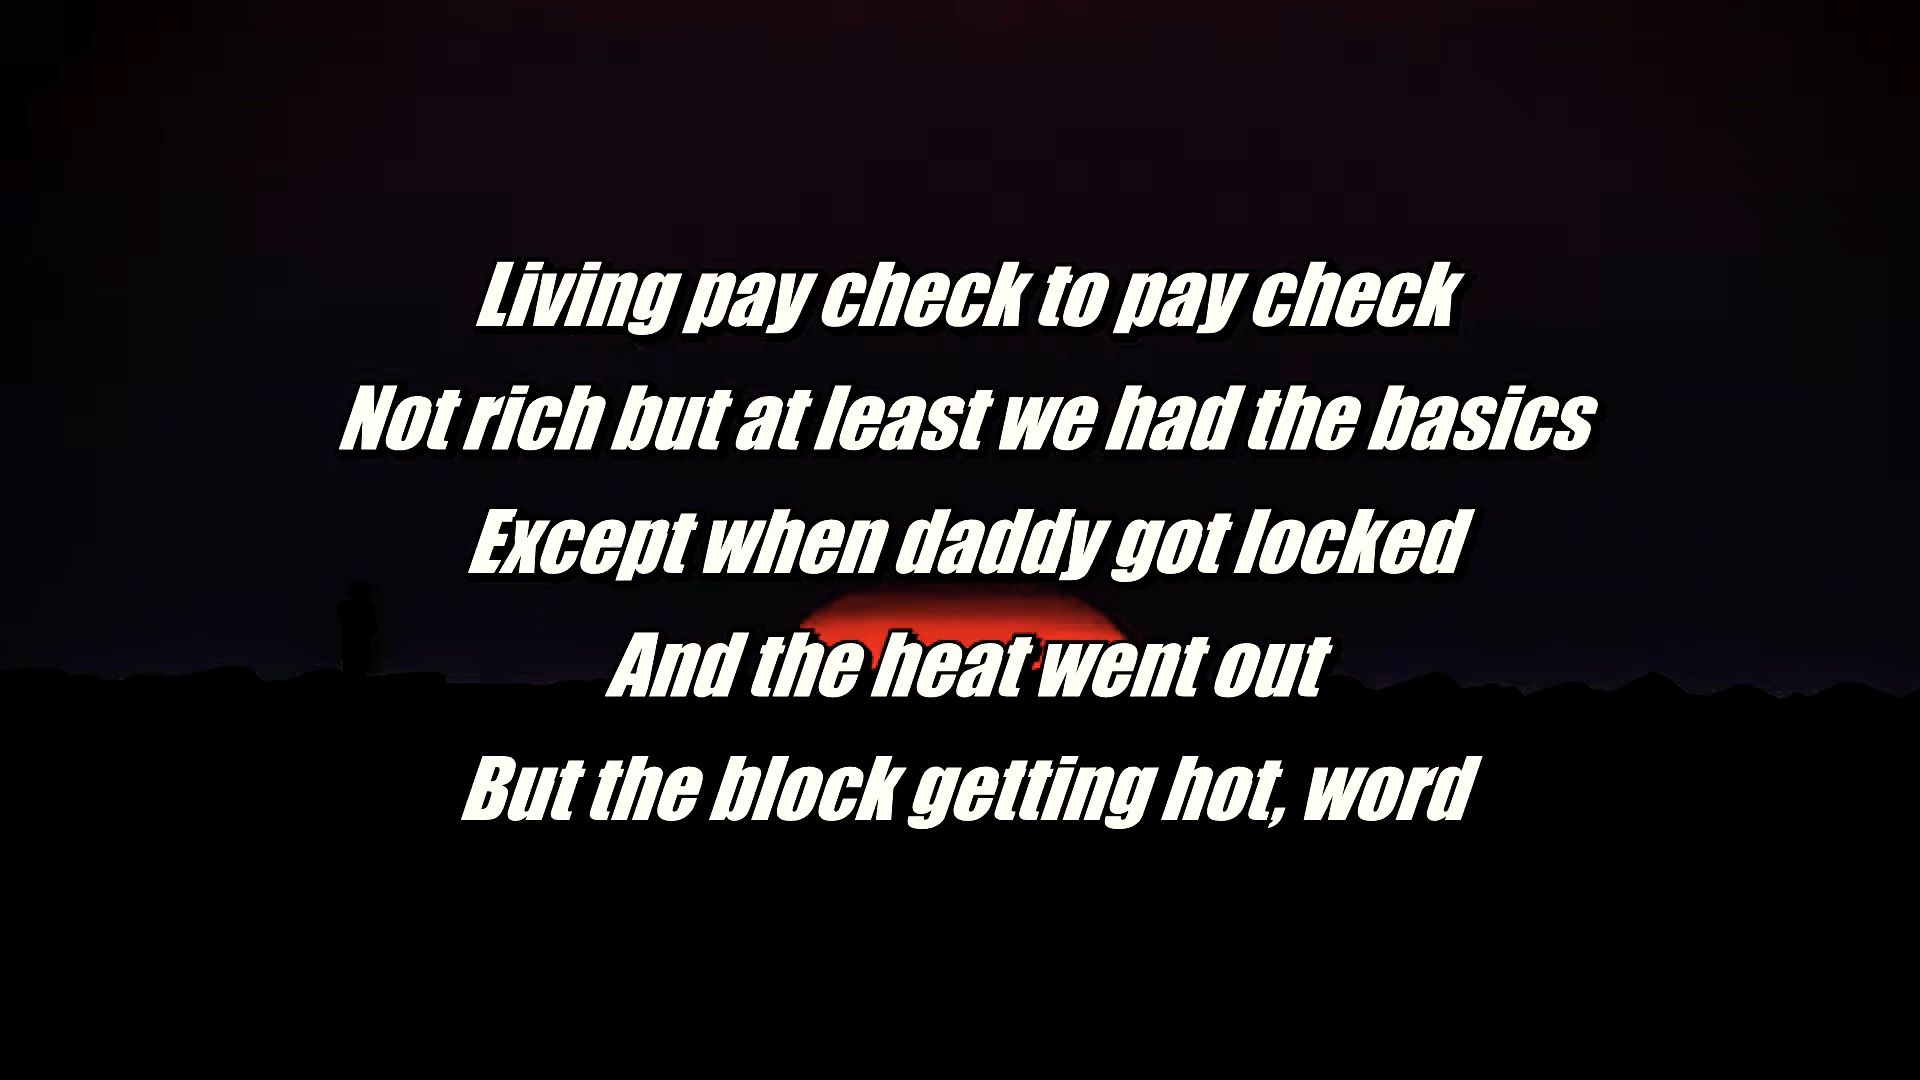 Living pay check to pay check
Not rich but at least we had the basics
Except when daddy got locked
And the heat went out
But the block getting hot, word